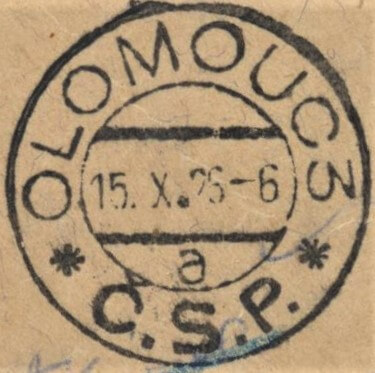 OLOMOUC 3
15. X. 26-6
a
* Č.S.P. *